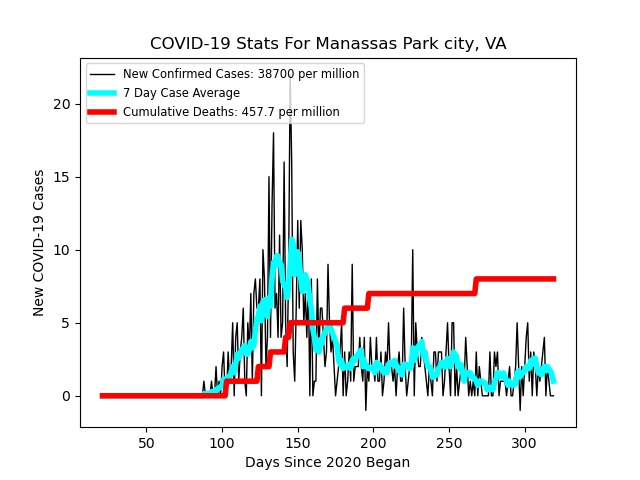 COVID-19 Stats For Manassas Park city, VA
New Confirmed Cases: 38700 per million
7 Day Case Average
Cumulative Deaths: 457.7 per million
New COVID-19 Cases
20
15
10
5
0
50 100 150 200 250 300
Days Since 2020 Began